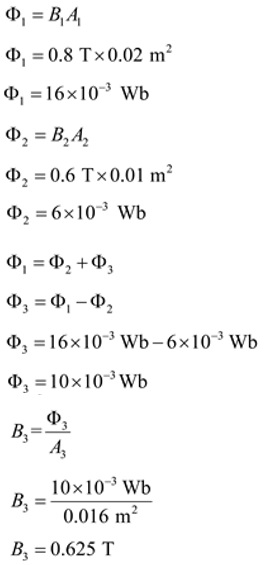 Φ₁ = B₁A₁
Φ₁ = 0.8 T×0.02 m²
Φ₁ = 16×10⁻³ Wb
Φ₂ = B₂A₂
Φ₂ = 0.6 T×0.01 m²
Φ₂ = 6×10⁻³ Wb
Φ₁ = Φ₂ + Φ₃
Φ₃ = Φ₁ − Φ₂
Φ₃ = 16×10⁻³ Wb − 6×10⁻³ Wb
Φ₃ = 10×10⁻³ Wb
B₃ = Φ₃ / A₃
B₃ = 10×10⁻³ Wb / 0.016 m²
B₃ = 0.625 T